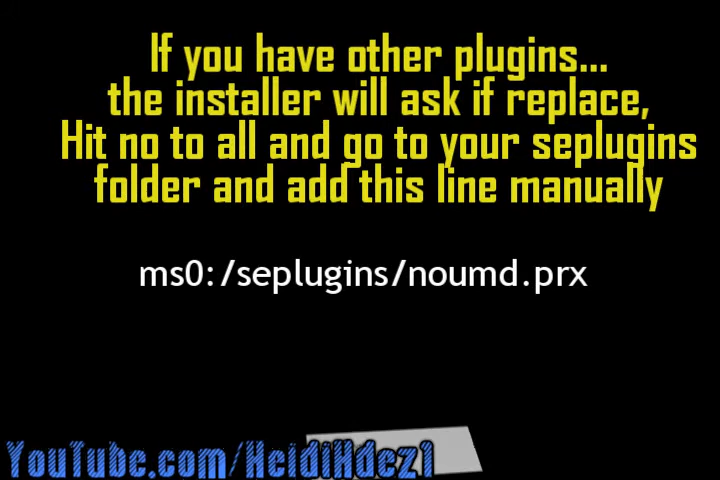 If you have other plugins...
the installer will ask if replace,
Hit no to all and go to your seplugins
folder and add this line manually
ms0:/seplugins/noumd.prx
YouTube.com/HeidiHdez1